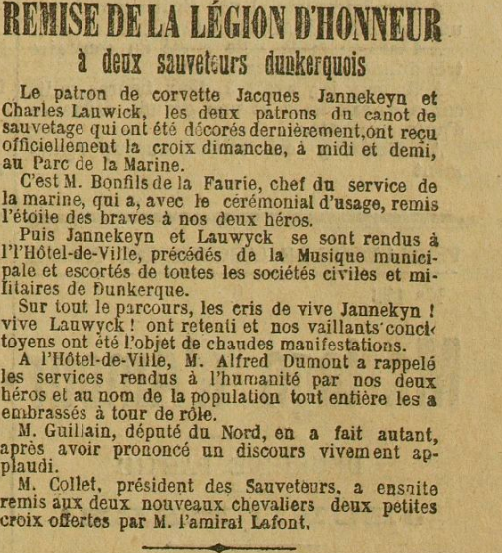 REMISE DE LA LÉGION D'HONNEUR
à deux sauveteurs dunkerquois
Le patron de corvette Jacques Jannekeyn et
Charles Lauwick, les deux patrons du canot de
sauvetage qui ont été décorés dernièrement,ont reçu
officiellement la croix dimanche, à midi et demi,
au Parc de la Marine.
C'est M. Bonfils de la Faurie, chef du service de
la marine, qui a, avec le cérémonial d'usage, remis
l'étoile des braves à nos deux héros.
Puis Jannekeyn et Lauwyck se sont rendus à
l'l'Hôtel-de-Ville, précédés de la Musique munici-
pale et escortés de toutes les sociétés civiles et mi-
litaires de Dunkerque.
Sur tout le parcours, les cris de vive Jannekyn !
vive Lauwyck ! ont retenti et nos vaillants conci-
toyens ont été l'objet de chaudes manifestations.
A l'Hôtel-de-Ville, M. Alfred Dumont a rappelé
les services rendus à l'humanité par nos deux
héros et au nom de la population tout entière les a
embrassés à tour de rôle.
M. Guillain, député du Nord, en a fait autant,
après avoir prononcé un discours vivement ap-
plaudi.
M. Collet, président des Sauveteurs, a ensuite
remis aux deux nouveaux chevaliers deux petites
croix offertes par M. l'amiral Lafont.